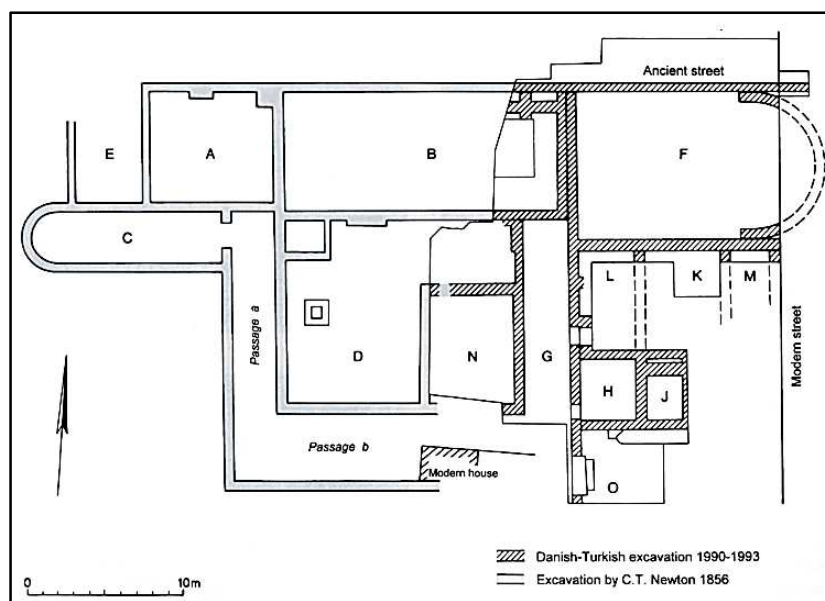 Ancient street
E
A
B
F
C
L
K
M
Passage a
D
N
G
H
J
Modern street
Passage b
Modern house
O
Danish-Turkish excavation 1990-1993
Excavation by C.T. Newton 1856
0
10m